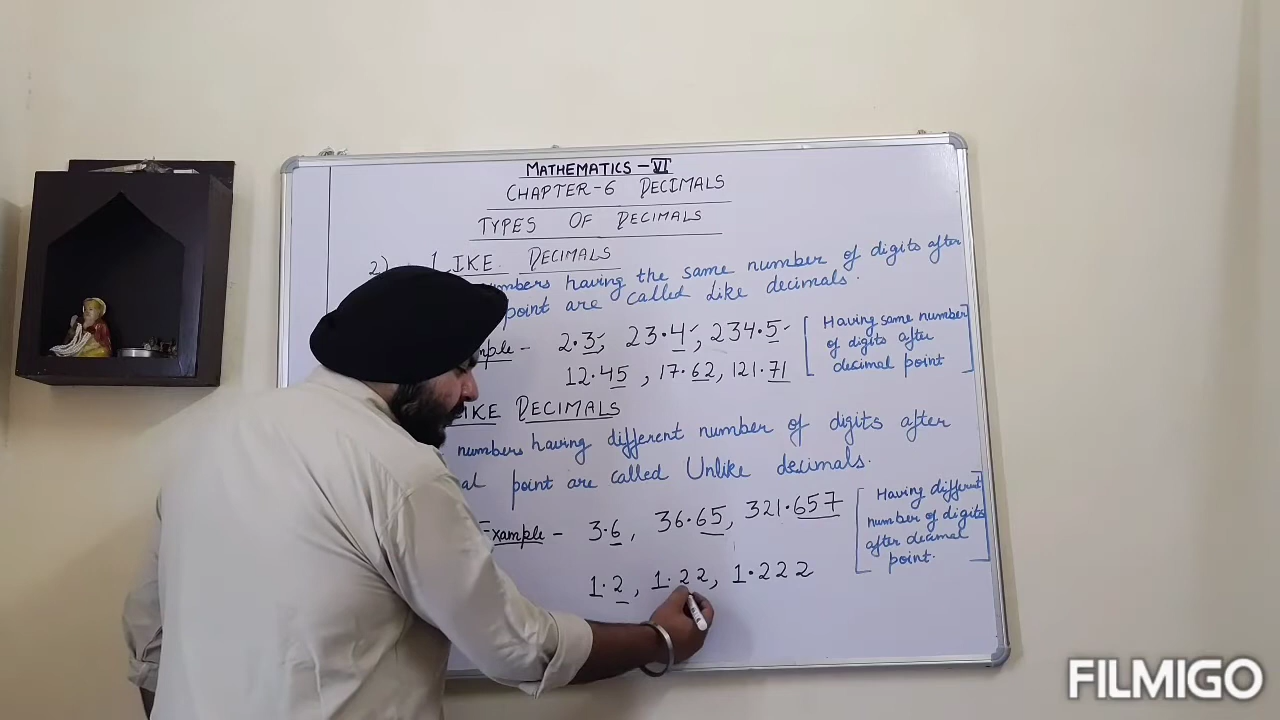 MATHEMATICS - VI
CHAPTER-6 DECIMALS
TYPES OF DECIMALS
2) LIKE DECIMALS
numbers having the same number of digits after
point are called Like decimals.
2.3, 23.4, 234.5
12.45, 17.62, 121.71
Having same number
of digits after
decimal point
DECIMALS
numbers having different number of digits after
point are called Unlike decimals.
Example - 3.6, 36.65, 321.657
1.2, 1.22, 1.222
Having different
number of digits
after decimal
point.
FILMIGO